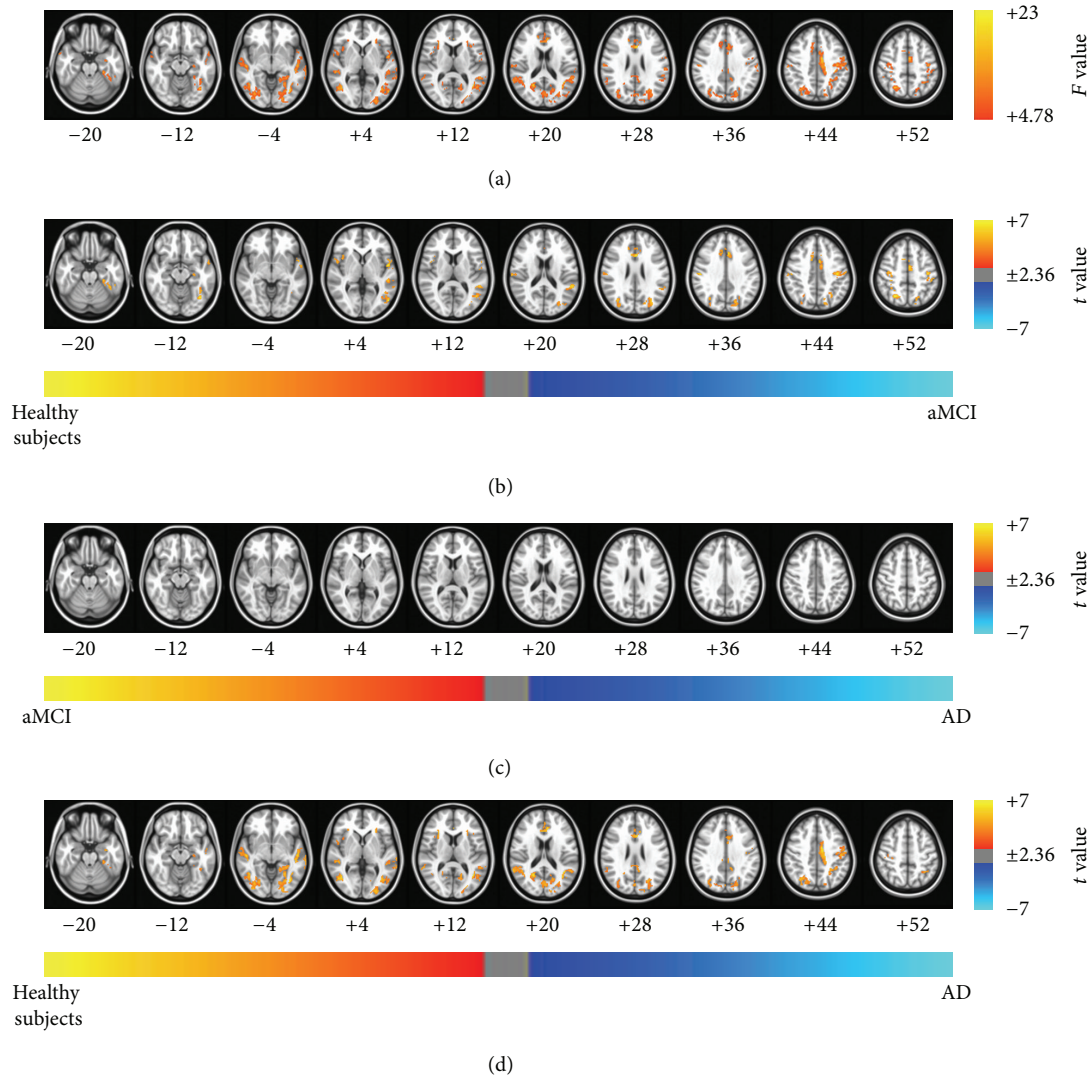 +23
F value
+4.78
−20 −12 −4 +4 +12 +20 +28 +36 +44 +52
(a)
+7
±2.36
t value
−7
−20 −12 −4 +4 +12 +20 +28 +36 +44 +52
Healthy
subjects
aMCI
(b)
+7
±2.36
t value
−7
−20 −12 −4 +4 +12 +20 +28 +36 +44 +52
aMCI AD
(c)
+7
±2.36
t value
−7
−20 −12 −4 +4 +12 +20 +28 +36 +44 +52
Healthy
subjects
AD
(d)